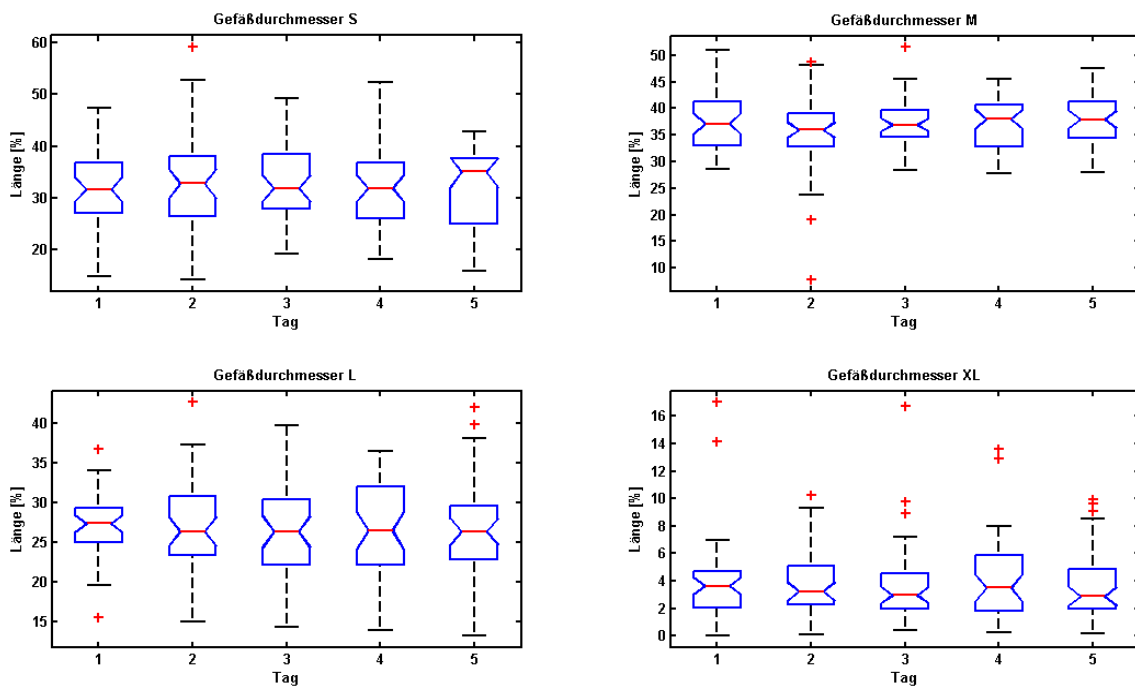 Gefäßdurchmesser S
Länge [%]
60
50
40
30
20
1 2 3 4 5
Tag
Gefäßdurchmesser M
Länge [%]
50
45
40
35
30
25
20
15
10
1 2 3 4 5
Tag
Gefäßdurchmesser L
Länge [%]
40
35
30
25
20
15
1 2 3 4 5
Tag
Gefäßdurchmesser XL
Länge [%]
16
14
12
10
8
6
4
2
0
1 2 3 4 5
Tag